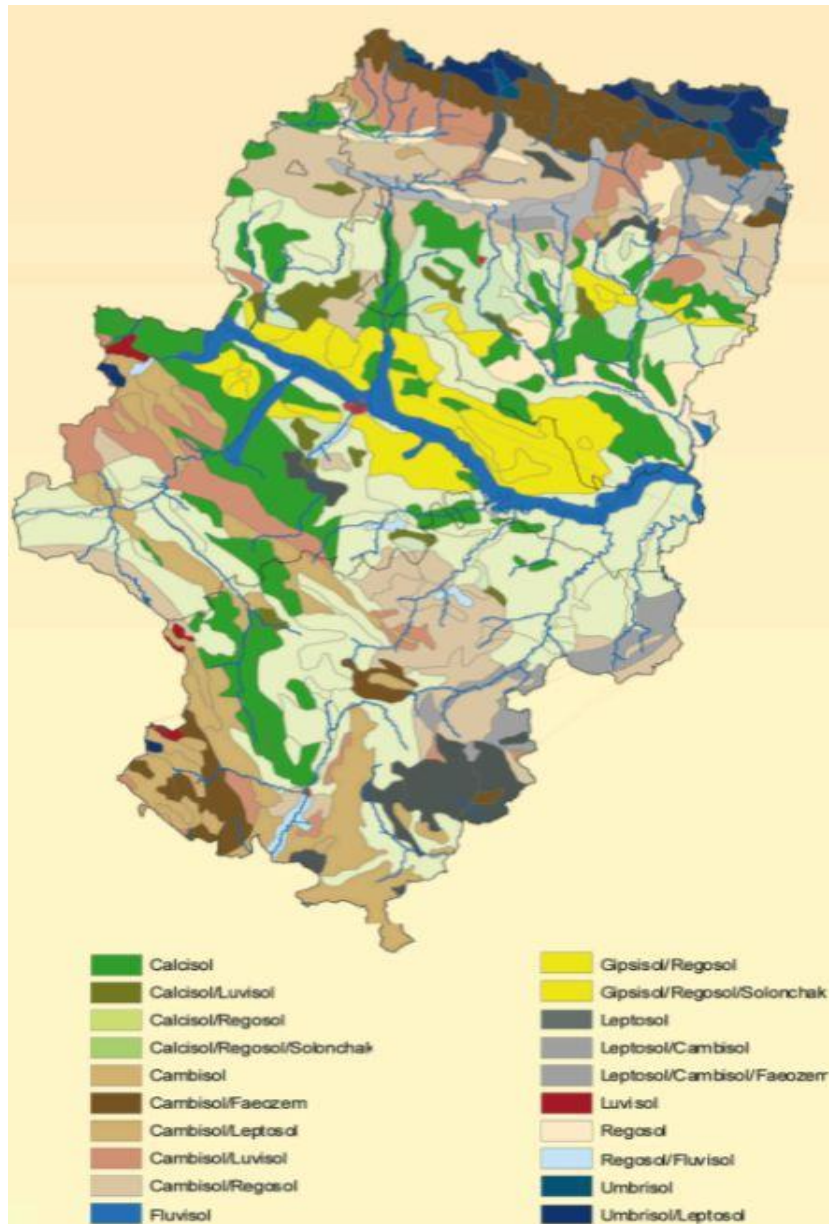 Calcisol
Calcisol/Luvisol
Calcisol/Regosol
Calcisol/Regosol/Solonchak
Cambisol
Cambisol/Faeozem
Cambisol/Leptosol
Cambisol/Luvisol
Cambisol/Regosol
Fluvisol
Gipsisol/Regosol
Gipsisol/Regosol/Solonchak
Leptosol
Leptosol/Cambisol
Leptosol/Cambisol/Faeozem
Luvisol
Regosol
Regosol/Fluvisol
Umbrisol
Umbrisol/Leptosol